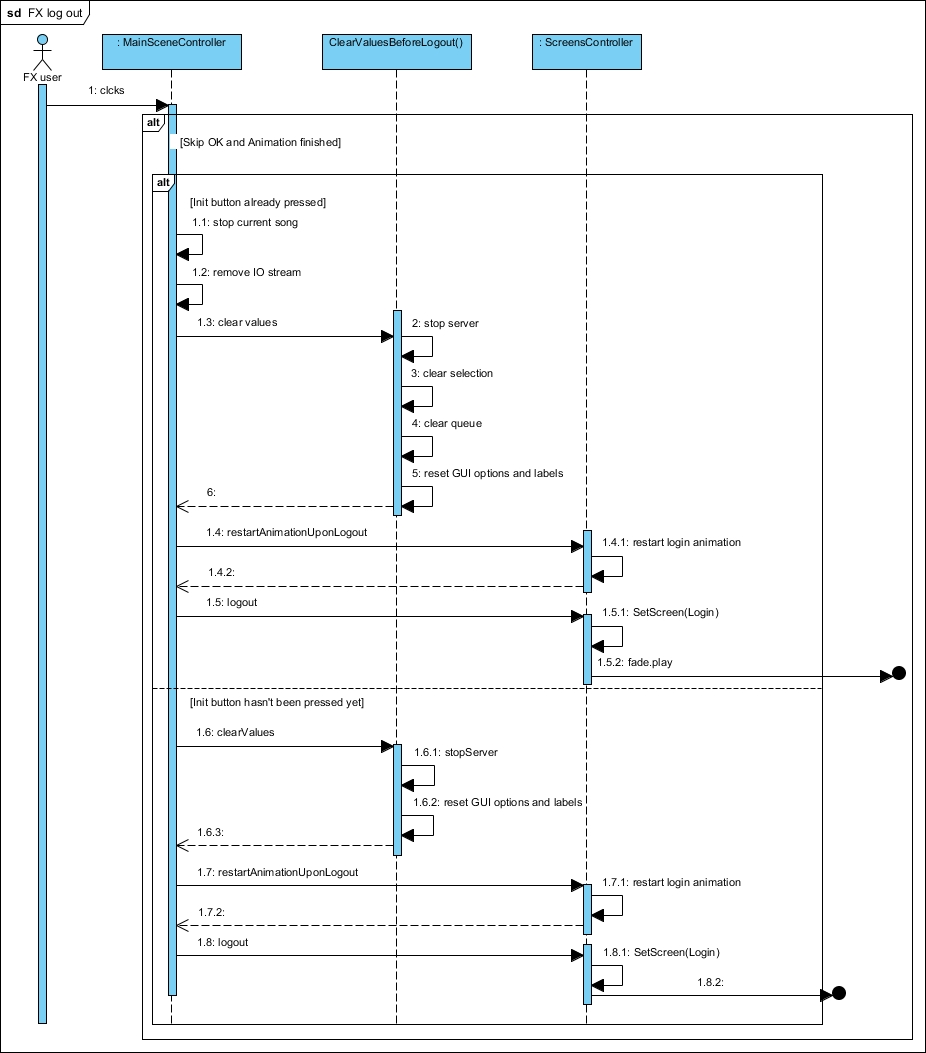 sd FX log out
: MainSceneController
ClearValuesBeforeLogout()
: ScreensController
FX user
1: clcks
alt
[Skip OK and Animation finished]
alt
[Init button already pressed]
1.1: stop current song
1.2: remove IO stream
1.3: clear values
2: stop server
3: clear selection
4: clear queue
5: reset GUI options and labels
6:
1.4: restartAnimationUponLogout
1.4.1: restart login animation
1.4.2:
1.5: logout
1.5.1: SetScreen(Login)
1.5.2: fade.play
[Init button hasn't been pressed yet]
1.6: clearValues
1.6.1: stopServer
1.6.2: reset GUI options and labels
1.6.3:
1.7: restartAnimationUponLogout
1.7.1: restart login animation
1.7.2:
1.8: logout
1.8.1: SetScreen(Login)
1.8.2: